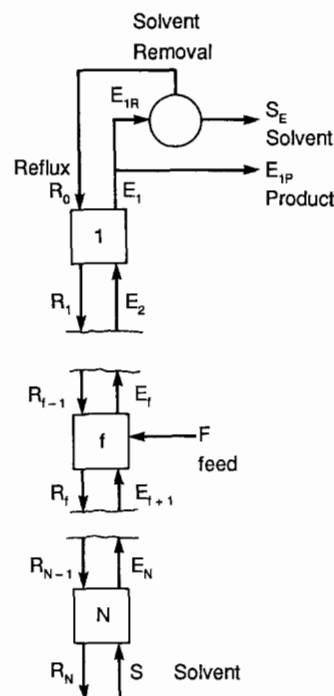 Solvent
Removal
E1R
SE
Solvent
Reflux
R0
E1
E1P
Product
1
R1
E2
Rf−1
Ef
f
F
feed
Rf
Ef+1
RN−1
EN
N
RN
S
Solvent